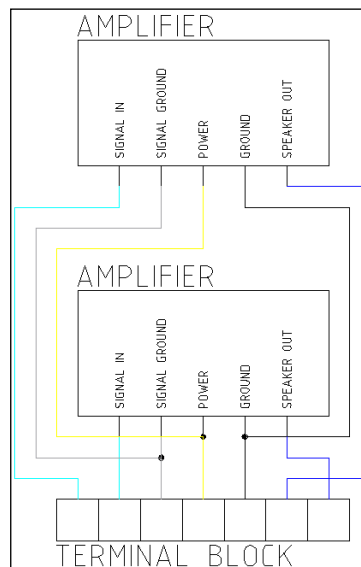 AMPLIFIER
SIGNAL IN
SIGNAL GROUND
POWER
GROUND
SPEAKER OUT
AMPLIFIER
SIGNAL IN
SIGNAL GROUND
POWER
GROUND
SPEAKER OUT
TERMINAL BLOCK